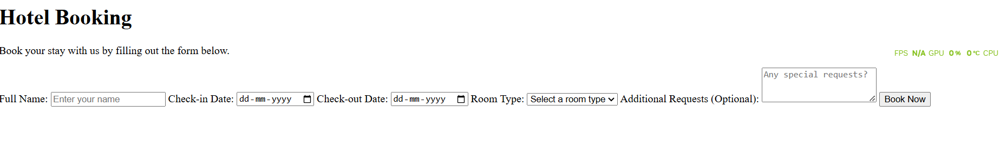 Hotel Booking
Book your stay with us by filling out the form below.
FPS N/A GPU 0 % 0 °C CPU
Any special requests?
Full Name: Enter your name Check-in Date: dd-mm-yyyy Check-out Date: dd-mm-yyyy Room Type: Select a room type Additional Requests (Optional): Book Now